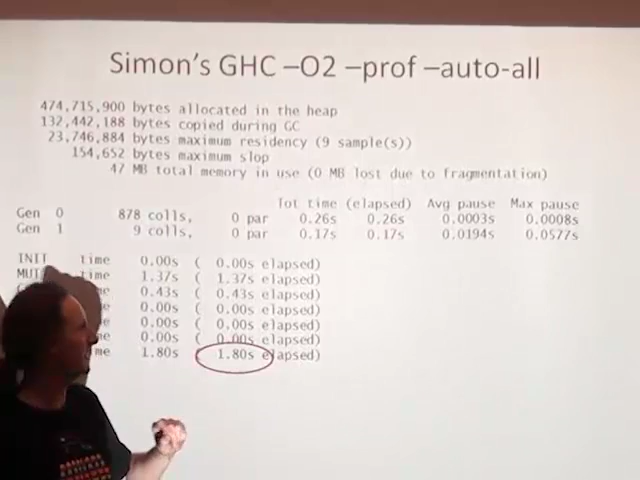 Simon's GHC –O2 –prof –auto-all
474,715,900 bytes allocated in the heap
132,442,188 bytes copied during GC
23,746,884 bytes maximum residency (9 sample(s))
154,652 bytes maximum slop
47 MB total memory in use (0 MB lost due to fragmentation)
Tot time (elapsed) Avg pause Max pause
Gen 0 878 colls, 0 par 0.26s 0.26s 0.0003s 0.0008s
Gen 1 9 colls, 0 par 0.17s 0.17s 0.0194s 0.0577s
INIT time 0.00s ( 0.00s elapsed)
MUT time 1.37s ( 1.37s elapsed)
0.43s ( 0.43s elapsed)
0.00s ( 0.00s elapsed)
0.00s ( 0.00s elapsed)
0.00s ( 0.00s elapsed)
me 1.80s ( 1.80s elapsed)